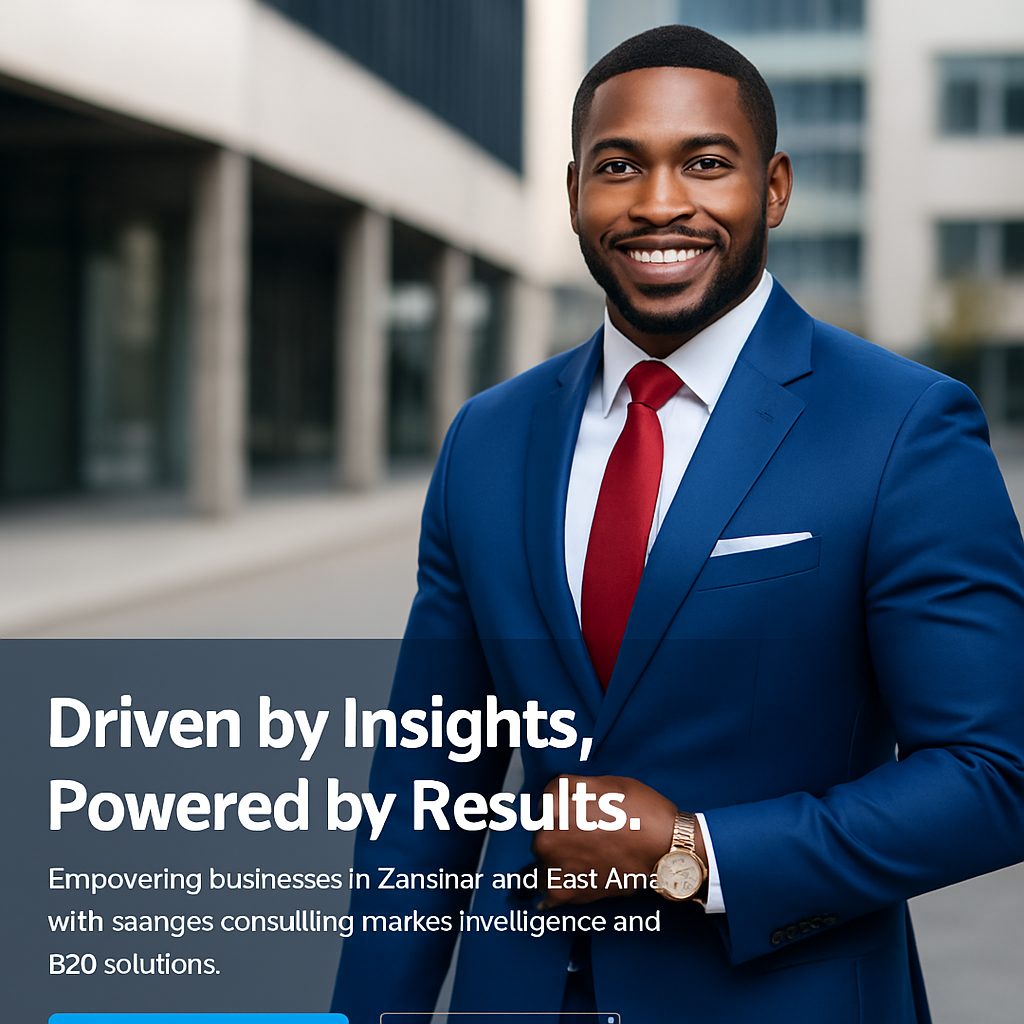 Driven by Insights,
Powered by Results.
Empovering businesses in Zansinar and East Ama
with saanges consullling markes invelligence and
B20 solutions.